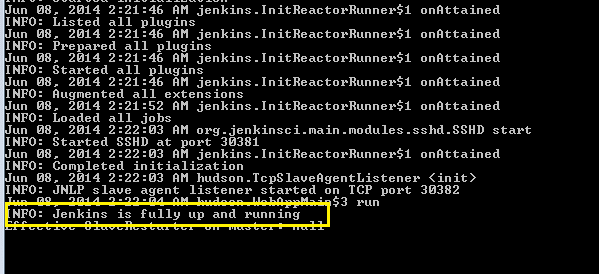 INFO: Started initialization
Jun 08, 2014 2:21:46 AM jenkins.InitReactorRunner$1 onAttained
INFO: Listed all plugins
Jun 08, 2014 2:21:46 AM jenkins.InitReactorRunner$1 onAttained
INFO: Prepared all plugins
Jun 08, 2014 2:21:46 AM jenkins.InitReactorRunner$1 onAttained
INFO: Started all plugins
Jun 08, 2014 2:21:46 AM jenkins.InitReactorRunner$1 onAttained
INFO: Augmented all extensions
Jun 08, 2014 2:21:52 AM jenkins.InitReactorRunner$1 onAttained
INFO: Loaded all jobs
Jun 08, 2014 2:22:03 AM org.jenkinsci.main.modules.sshd.SSHD start
INFO: Started SSHD at port 30381
Jun 08, 2014 2:22:03 AM jenkins.InitReactorRunner$1 onAttained
INFO: Completed initialization
Jun 08, 2014 2:22:03 AM hudson.TcpSlaveAgentListener <init>
INFO: JNLP slave agent listener started on TCP port 30382
Jun 08, 2014 2:22:04 AM hudson.WebAppMain$3 run
INFO: Jenkins is fully up and running
Effective SlaveRestarter on master: null